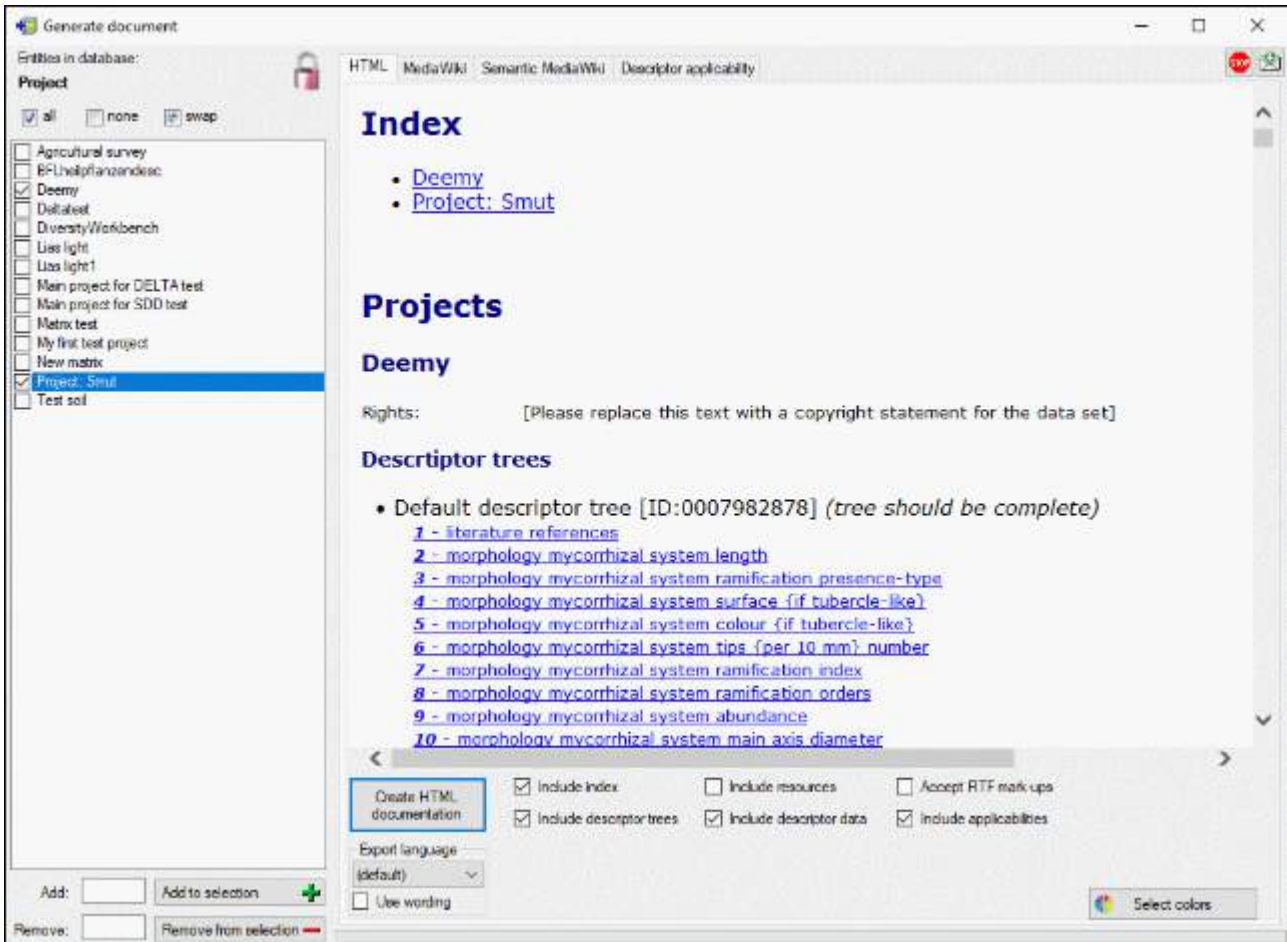 Generate document
Entities in database:
Project
all none swap
Agricultural survey
BFLheilpflanzendesc
Deemy
Deltatest
DiversityWorkbench
Lias light
Lias light1
Main project for DELTA test
Main project for SDD test
Matrix test
My first test project
New matrix
Project: Smut
Test soil
Add: Add to selection
Remove: Remove from selection
HTML MediaWiki Semantic MediaWiki Descriptor applicability
STOP
Index
• Deemy
• Project: Smut
Projects
Deemy
Rights: [Please replace this text with a copyright statement for the data set]
Descrtiptor trees
• Default descriptor tree [ID:0007982878] (tree should be complete)
1 - literature references
2 - morphology mycorrhizal system length
3 - morphology mycorrhizal system ramification presence-type
4 - morphology mycorrhizal system surface {if tubercle-like}
5 - morphology mycorrhizal system colour {if tubercle-like}
6 - morphology mycorrhizal system tips {per 10 mm} number
7 - morphology mycorrhizal system ramification index
8 - morphology mycorrhizal system ramification orders
9 - morphology mycorrhizal system abundance
10 - morphology mycorrhizal system main axis diameter
Create HTML documentation
Include index Include resources Accept RTF mark ups
Include descriptor trees Include descriptor data Include applicabilities
Export language
(default)
Use wording
Select colors